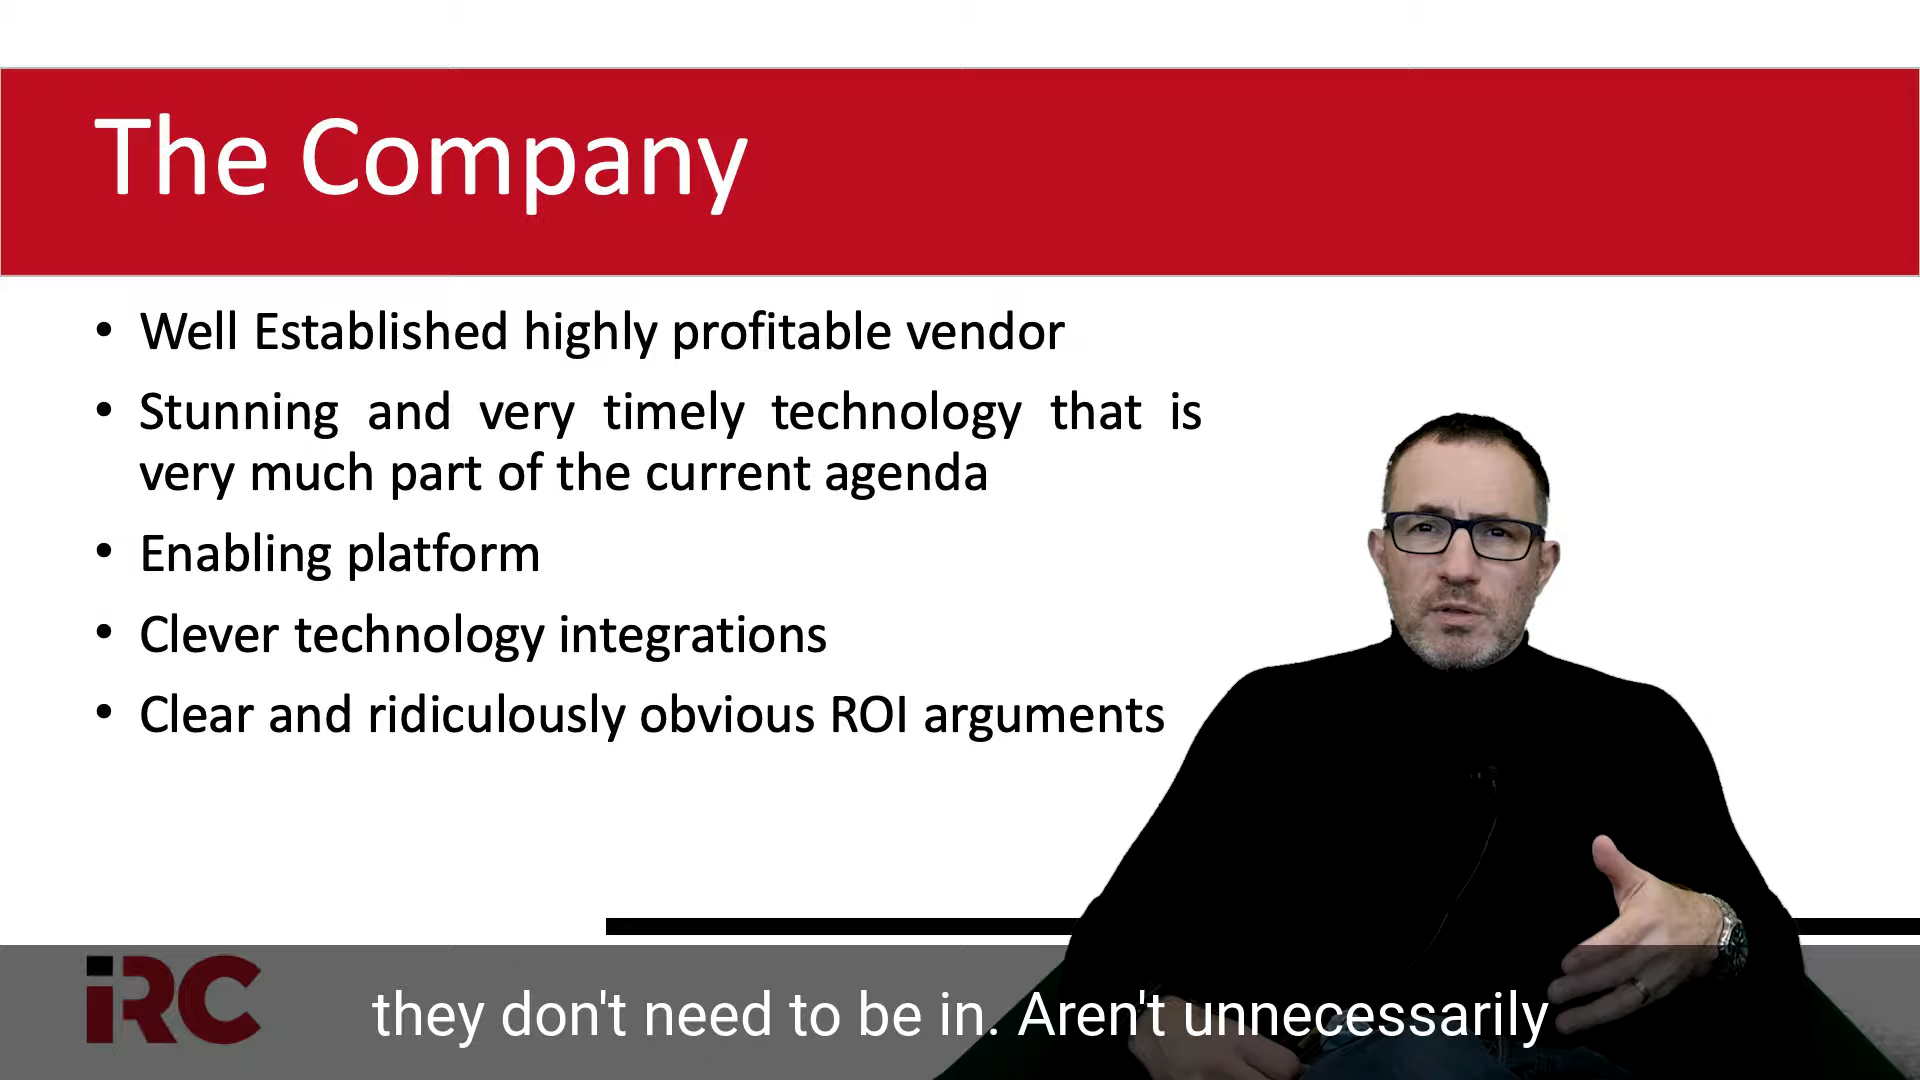 The Company
• Well Established highly profitable vendor
• Stunning and very timely technology that is
very much part of the current agenda
• Enabling platform
• Clever technology integrations
• Clear and ridiculously obvious ROI arguments
iRC
they don't need to be in. Aren't unnecessarily